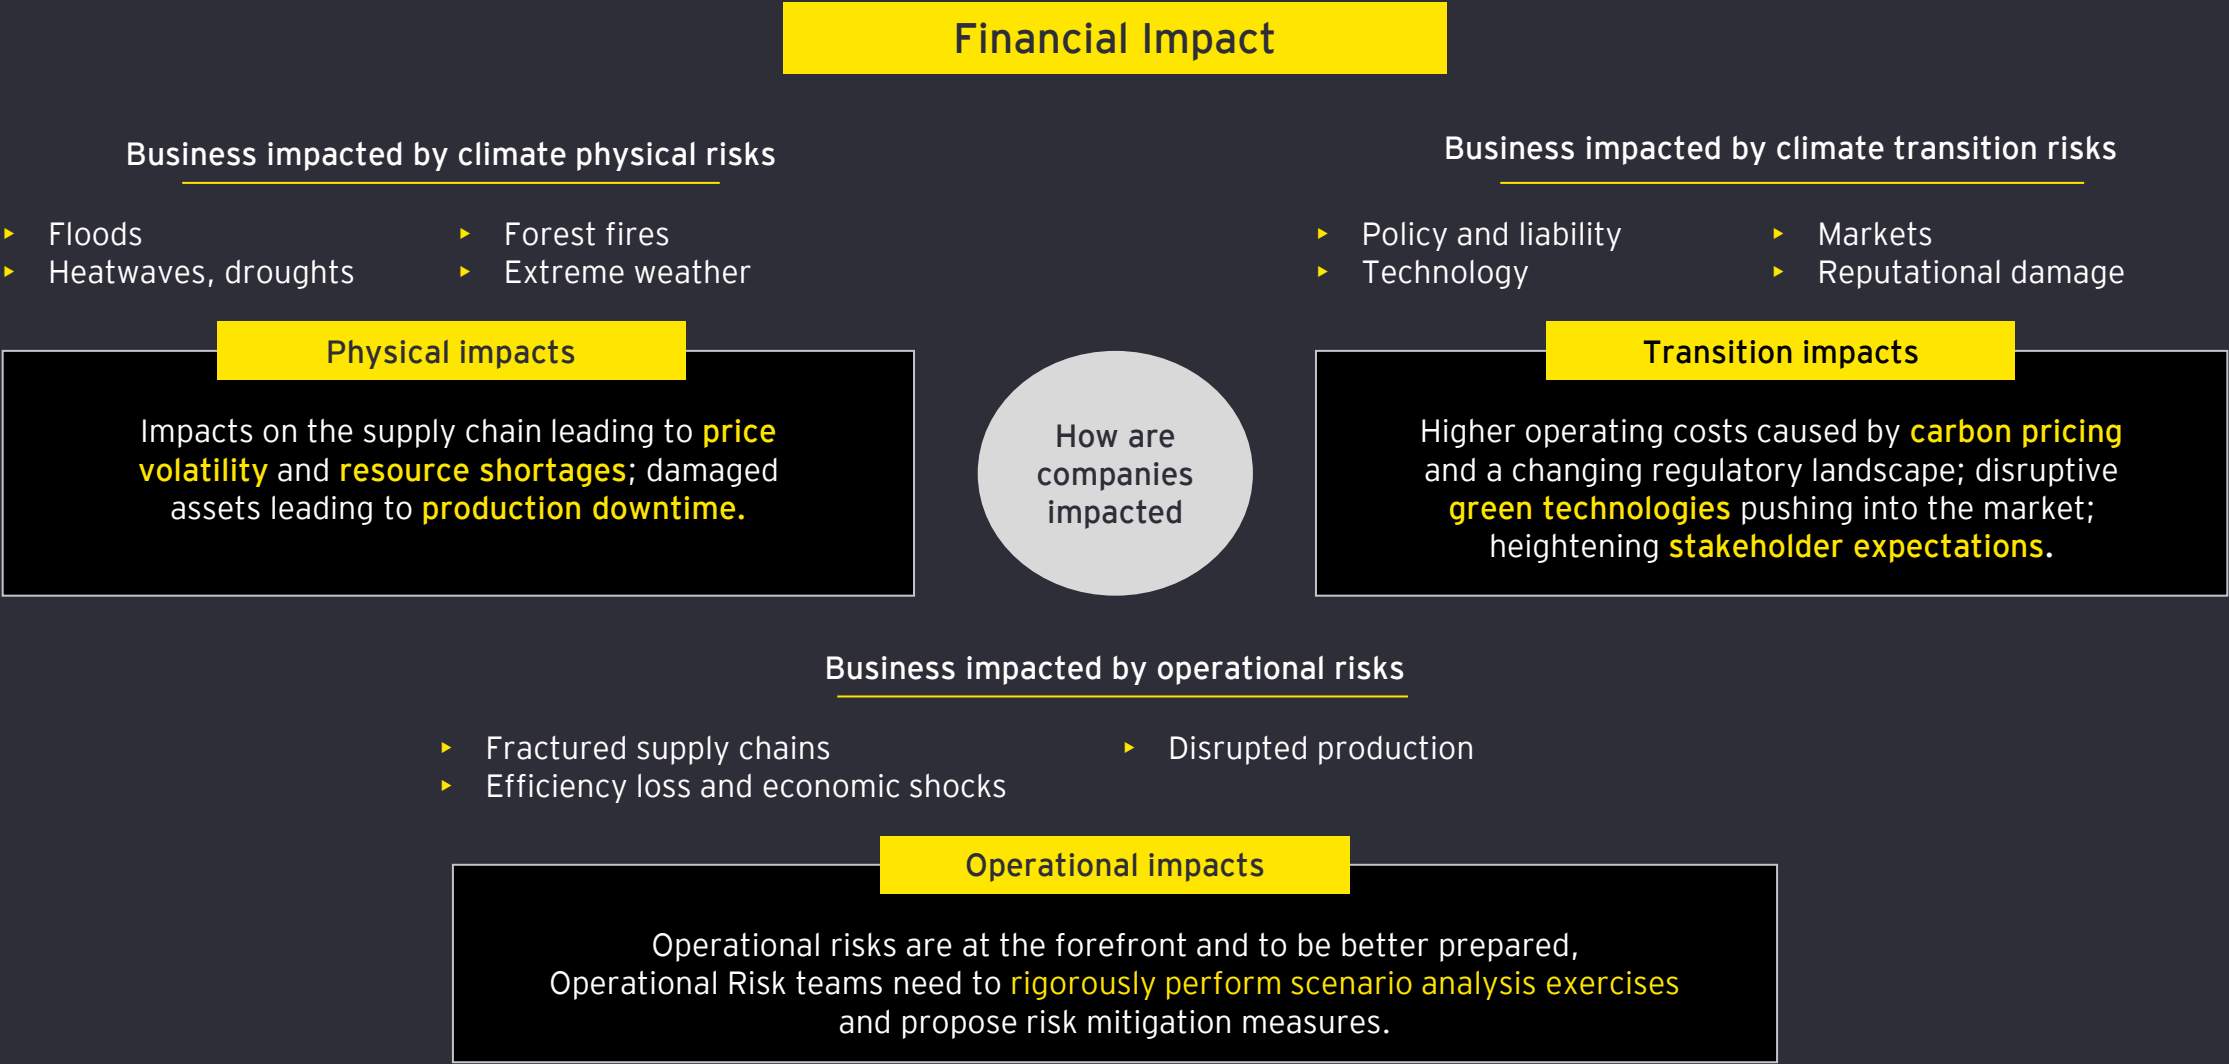 Financial Impact
Business impacted by climate physical risks
Floods
Heatwaves, droughts
Forest fires
Extreme weather
Physical impacts
Impacts on the supply chain leading to price
volatility and resource shortages; damaged
assets leading to production downtime.
How are
companies
impacted
Business impacted by climate transition risks
Policy and liability
Technology
Markets
Reputational damage
Transition impacts
Higher operating costs caused by carbon pricing
and a changing regulatory landscape; disruptive
green technologies pushing into the market;
heightening stakeholder expectations.
Business impacted by operational risks
Fractured supply chains
Efficiency loss and economic shocks
Disrupted production
Operational impacts
Operational risks are at the forefront and to be better prepared,
Operational Risk teams need to rigorously perform scenario analysis exercises
and propose risk mitigation measures.